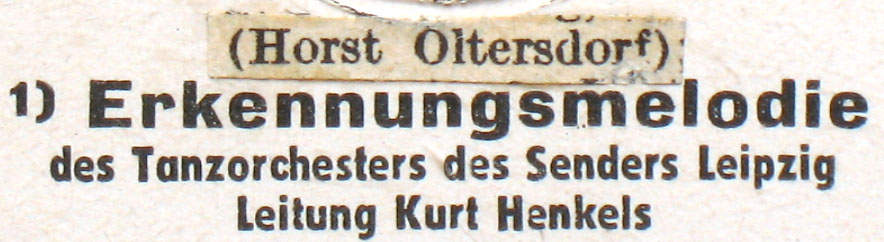 (Horst Oltersdorf)
1) Erkennungsmelodie
des Tanzorchesters des Senders Leipzig
Leitung Kurt Henkels